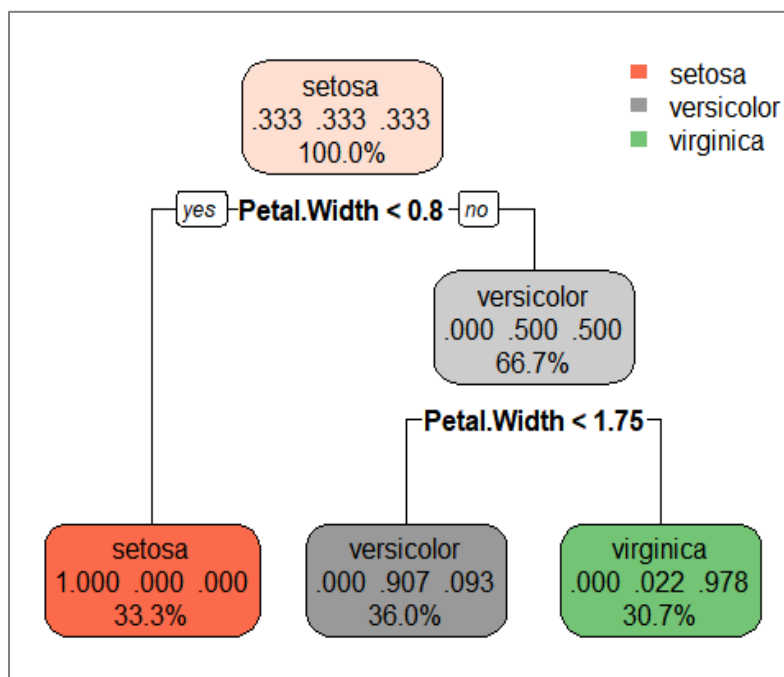 setosa
.333 .333 .333
100.0%
setosa
versicolor
virginica
yes Petal.Width < 0.8 no
versicolor
.000 .500 .500
66.7%
Petal.Width < 1.75
setosa
1.000 .000 .000
33.3%
versicolor
.000 .907 .093
36.0%
virginica
.000 .022 .978
30.7%